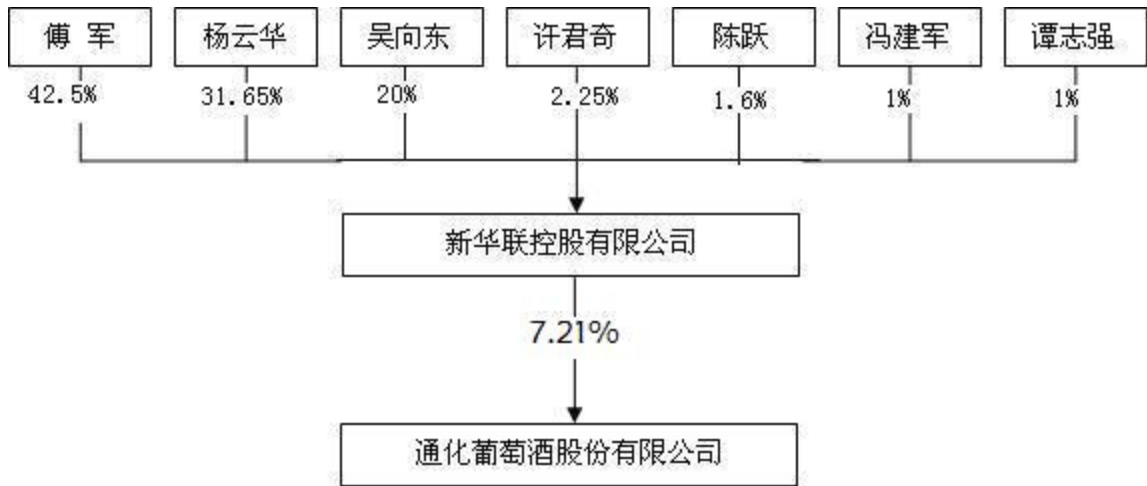 傅 军 杨云华 吴向东 许君奇 陈跃 冯建军 谭志强
42.5% 31.65% 20% 2.25% 1.6% 1% 1%
新华联控股有限公司
7.21%
通化葡萄酒股份有限公司